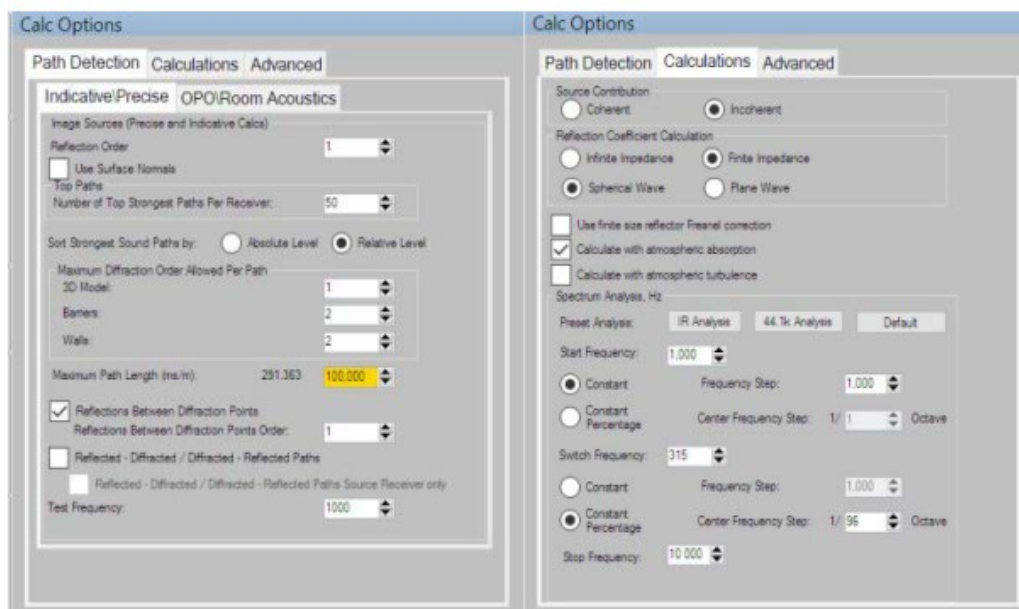 Calc Options
Path Detection Calculations Advanced
Indicative\Precise OPO\Room Acoustics
Image Sources (Precise and Indicative Calcs)
Reflection Order 1
Use Surface Normals
Top Paths
Number of Top Strongest Paths Per Receiver: 50
Sort Strongest Sound Paths by: Absolute Level Relative Level
Maximum Diffraction Order Allowed Per Path
3D Model: 1
Barriers: 2
Walls: 2
Maximum Path Length (ms/m): 291.363 100,000
Reflections Between Diffraction Points
Reflections Between Diffraction Points Order: 1
Reflected - Diffracted / Diffracted - Reflected Paths
Reflected - Diffracted / Diffracted - Reflected Paths Source Receiver only
Test Frequency: 1000
Calc Options
Path Detection Calculations Advanced
Source Contribution
Coherent Incoherent
Reflection Coefficient Calculation
Infinite Impedance Finite Impedance
Spherical Wave Plane Wave
Use finite size reflector Fresnel correction
Calculate with atmospheric absorption
Calculate with atmospheric turbulence
Spectrum Analysis, Hz
Preset Analysis: IR Analysis 44.1k Analysis Default
Start Frequency: 1,000
Constant Frequency Step: 1,000
Constant Percentage Center Frequency Step: 1/ 1 Octave
Switch Frequency: 315
Constant Frequency Step: 1,000
Constant Percentage Center Frequency Step: 1/ 96 Octave
Stop Frequency: 10 000